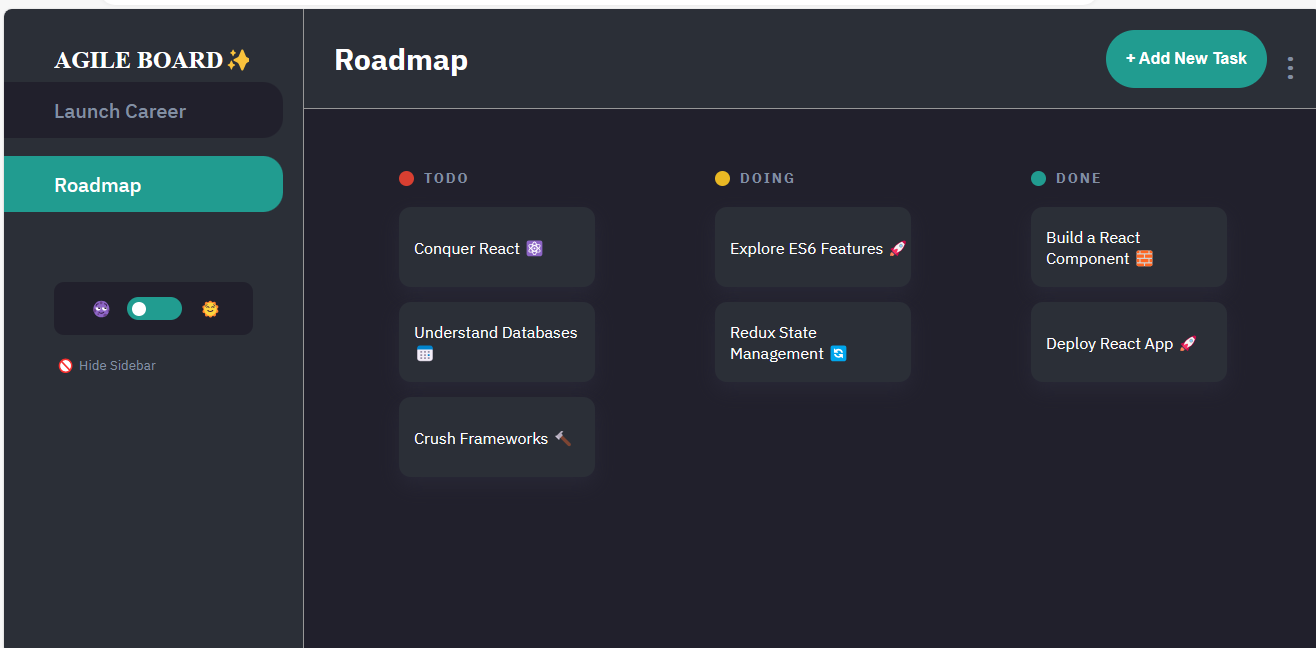 AGILE BOARD✨
Launch Career
Roadmap
Hide Sidebar
Roadmap
+ Add New Task
TODO
Conquer React ⚛️
Understand Databases
🗓️
Crush Frameworks 🔨
DOING
Explore ES6 Features 🚀
Redux State
Management 🔄
DONE
Build a React
Component 🧱
Deploy React App 🚀